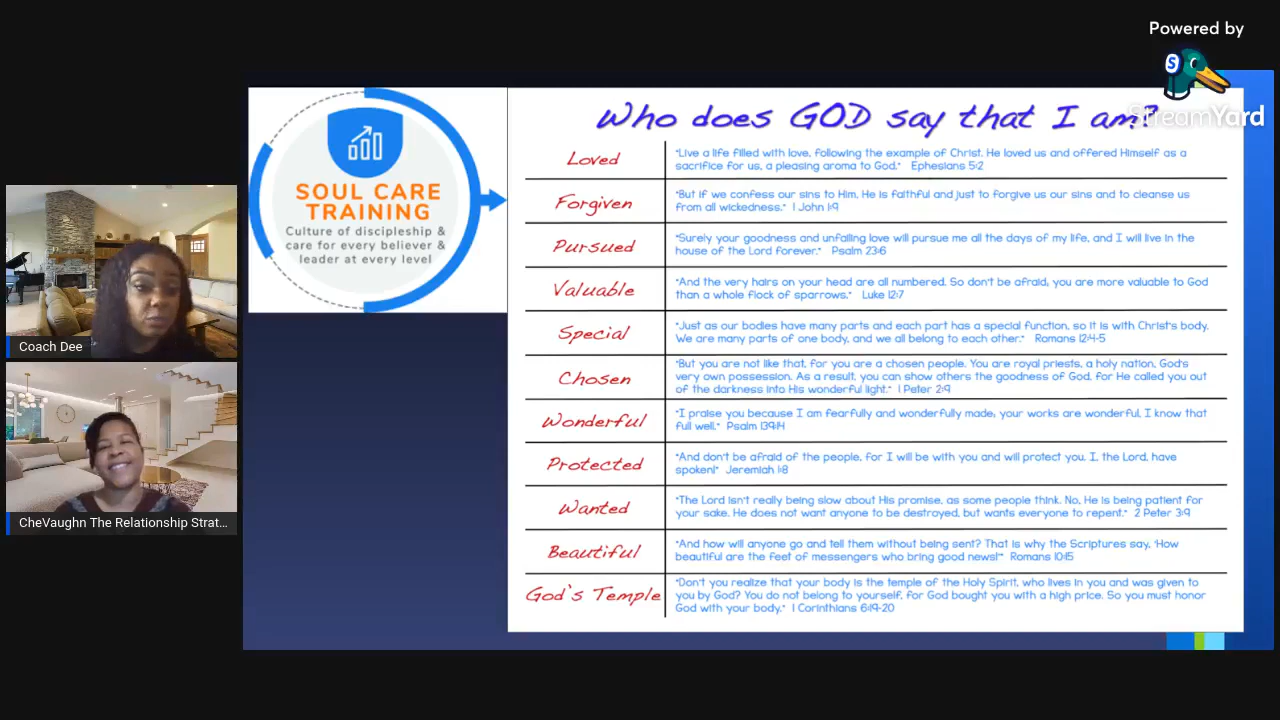 Powered by
StreamYard
Who does GOD say that I am?
SOUL CARE
TRAINING
Culture of discipleship &
care for every believer &
leader at every level
Loved
"Live a life filled with love, following the example of Christ. He loved us and offered Himself as a
sacrifice for us, a pleasing aroma to God." Ephesians 5:2
Forgiven
"But if we confess our sins to Him, He is faithful and just to forgive us our sins and to cleanse us
from all wickedness." 1 John 1:9
Pursued
"Surely your goodness and unfailing love will pursue me all the days of my life, and I will live in the
house of the Lord forever." Psalm 23:6
Valuable
"And the very hairs on your head are all numbered. So don't be afraid, you are more valuable to God
than a whole flock of sparrows." Luke 12:7
Special
"Just as our bodies have many parts and each part has a special function, so it is with Christ's body.
We are many parts of one body, and we all belong to each other." Romans 12:4-5
Chosen
"But you are not like that, for you are a chosen people. You are royal priests, a holy nation, God's
very own possession. As a result, you can show others the goodness of God, for He called you out
of the darkness into His wonderful light." 1 Peter 2:9
Wonderful
"I praise you because I am fearfully and wonderfully made, your works are wonderful, I know that
full well." Psalm 139:14
Protected
"And don't be afraid of the people, for I will be with you and will protect you. I, the Lord, have
spoken!" Jeremiah 1:8
Wanted
"The Lord isn't really being slow about His promise, as some people think. No, He is being patient for
your sake. He does not want anyone to be destroyed, but wants everyone to repent." 2 Peter 3:9
Beautiful
"And how will anyone go and tell them without being sent? That is why the Scriptures say, 'How
beautiful are the feet of messengers who bring good news!'" Romans 10:15
God's Temple
"Don't you realize that your body is the temple of the Holy Spirit, who lives in you and was given to
you by God? You do not belong to yourself, for God bought you with a high price. So you must honor
God with your body." 1 Corinthians 6:19-20
Coach Dee
CheVaughn The Relationship Strat...